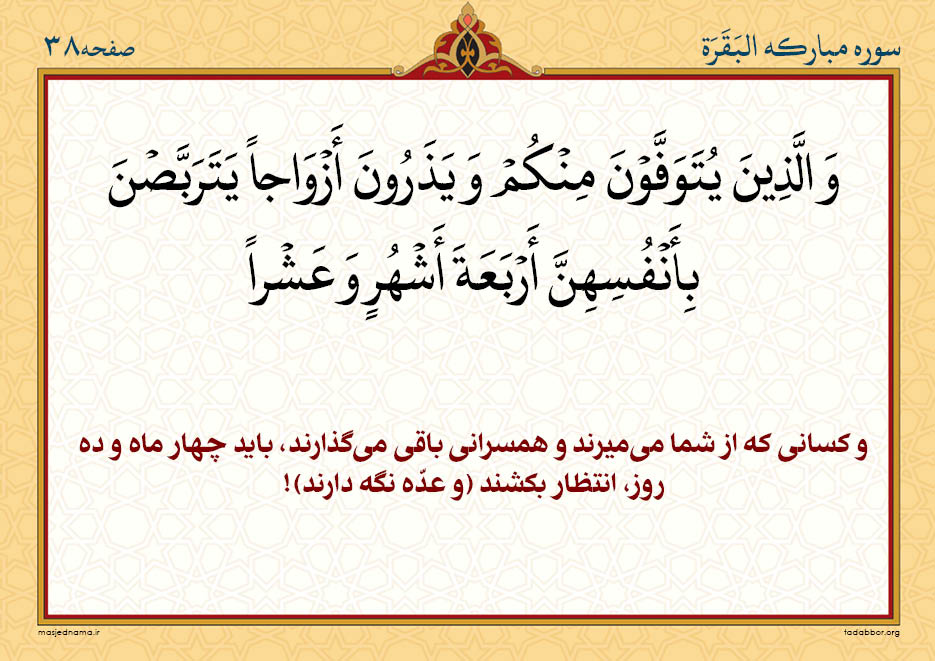 سوره مبارکه البَقَرَة
صفحه۳۸
وَ الَّذِینَ یُتَوَفَّوْنَ مِنْکُمْ وَ یَذَرُونَ أَزْوَاجاً یَتَرَبَّصْنَ
بِأَنْفُسِهِنَّ أَرْبَعَةَ أَشْهُرٍ وَ عَشْراً
و کسانی که از شما می‌میرند و همسرانی باقی می‌گذارند، باید چهار ماه و ده
روز، انتظار بکشند (و عدّه نگه دارند)!
masjednama.ir
tadabbor.org